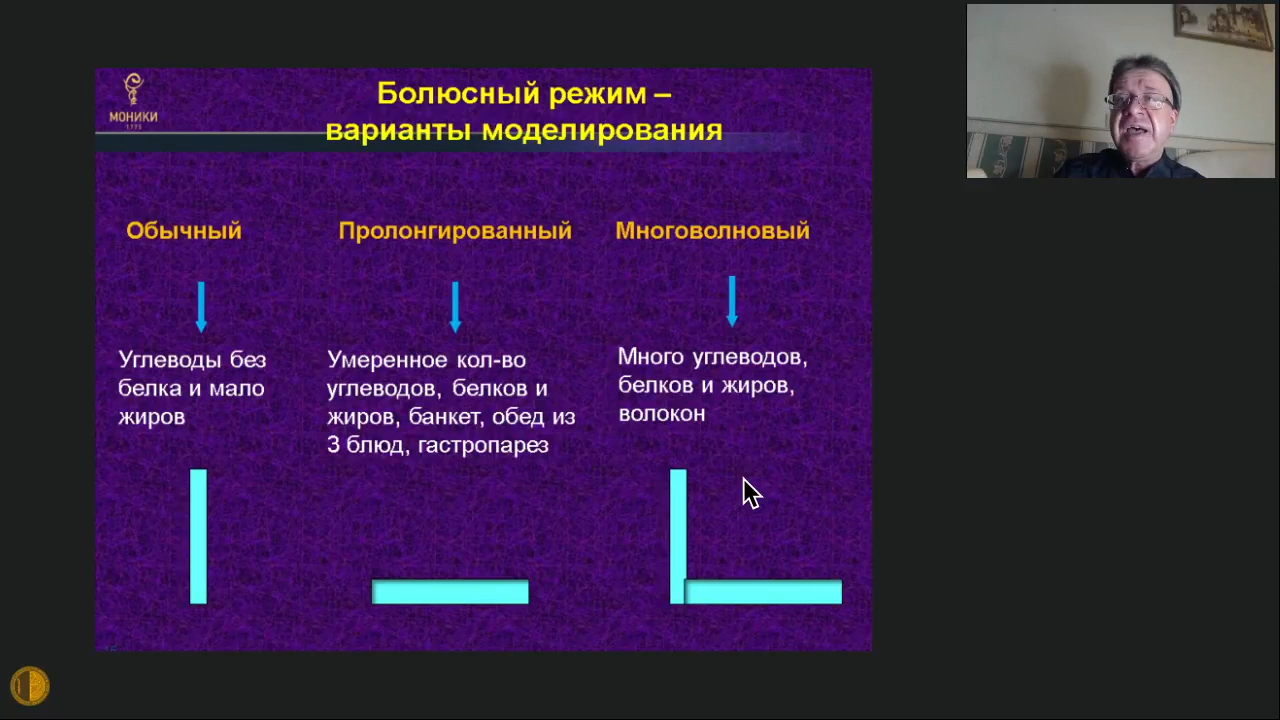 МОНИКИ
1775
Болюсный режим –
варианты моделирования
Обычный
Пролонгированный
Многоволновый
Углеводы без
белка и мало
жиров
Умеренное кол-во
углеводов, белков и
жиров, банкет, обед из
3 блюд, гастропарез
Много углеводов,
белков и жиров,
волокон